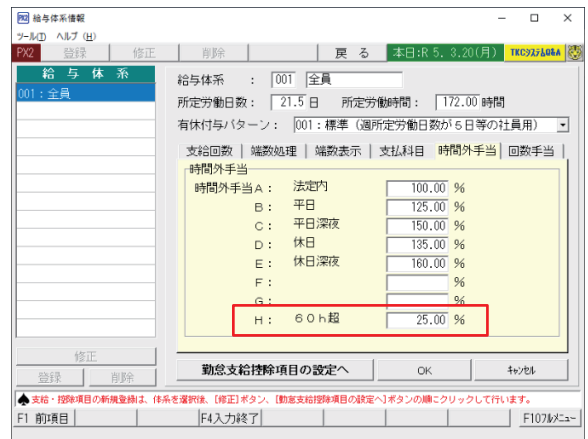 PX2 給与体系情報
ツール(T) ヘルプ(H)
PX2 登録 修正 削除 戻る 本日:R 5. 3.20(月) TKCシステムQ&A
給与体系
001:全員
給与体系 : 001 全員
所定労働日数: 21.5 日 所定労働時間: 172.00 時間
有休付与パターン: 001:標準(週所定労働日数が5日等の社員用)
支給回数 端数処理 端数表示 支払科目 時間外手当 回数手当
時間外手当
時間外手当A: 法定内 100.00 %
B: 平日 125.00 %
C: 平日深夜 150.00 %
D: 休日 135.00 %
E: 休日深夜 160.00 %
F: %
G: %
H: 60h超 25.00 %
修正
登録 削除
勤怠支給控除項目の設定へ OK キャンセル
♠支給・控除項目の新規登録は、体系を選択後、[修正]ボタン、[勤怠支給控除項目の設定へ]ボタンの順にクリックして行います。
F1 前項目 F4入力終了 F10フルメニュー